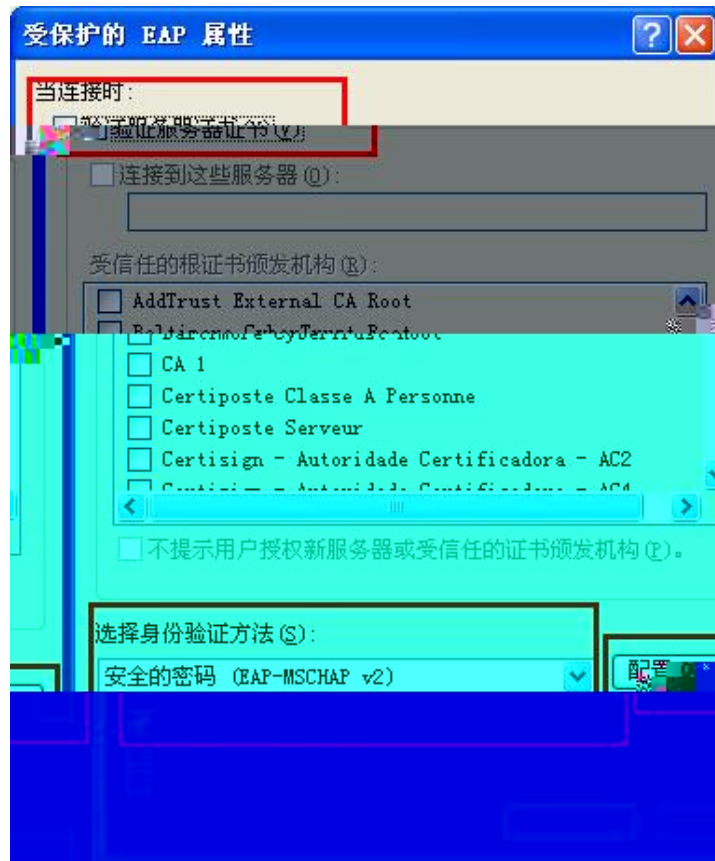 受保护的 EAP 属性
当连接时:
验证服务器证书(V)
连接到这些服务器(O):
受信任的根证书颁发机构(R):
AddTrust External CA Root
CA 1
Certiposte Classe A Personne
Certiposte Serveur
Certisign - Autoridade Certificadora - AC2
不提示用户授权新服务器或受信任的证书颁发机构(P)。
选择身份验证方法(S):
安全的密码 (EAP-MSCHAP v2)
配置